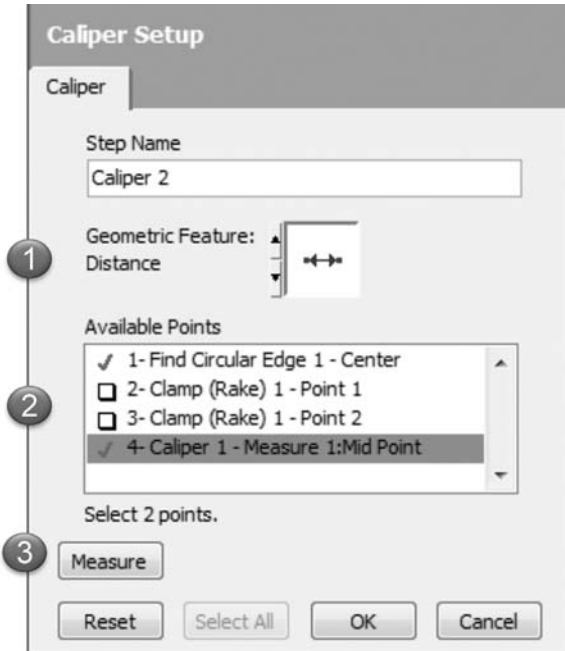 Caliper Setup
Caliper
Step Name
Caliper 2
1
Geometric Feature:
Distance
Available Points
1- Find Circular Edge 1 - Center
2- Clamp (Rake) 1 - Point 1
2
3- Clamp (Rake) 1 - Point 2
4- Caliper 1 - Measure 1:Mid Point
Select 2 points.
3
Measure
Reset Select All OK Cancel